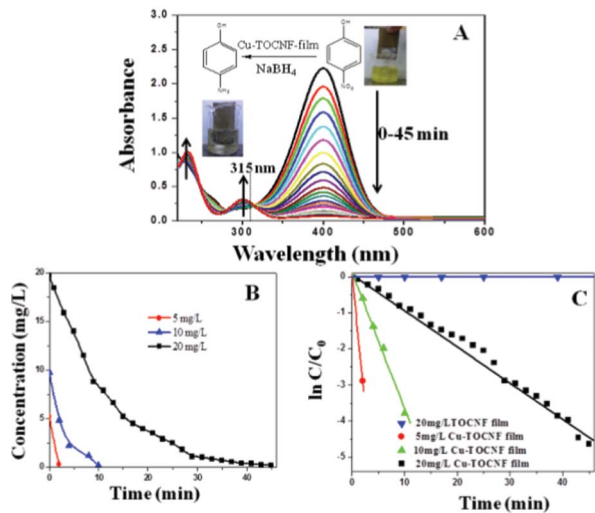 A
OH
Cu-TOCNF-film
NaBH4
NH2
OH
NO2
0-45 min
315nm
Absorbance
3.0
2.5
2.0
1.5
1.0
0.5
0.0
300
400
500
600
Wavelength (nm)
B
Concentration (mg/L)
20
15
10
5
0
5 mg/L
10 mg/L
20 mg/L
0
10
20
30
40
Time (min)
C
ln C/C0
0
-1
-2
-3
-4
-5
20mg/LTOCNF film
5mg/L Cu-TOCNF film
10mg/L Cu-TOCNF film
20mg/L Cu-TOCNF film
0
10
20
30
40
Time (min)